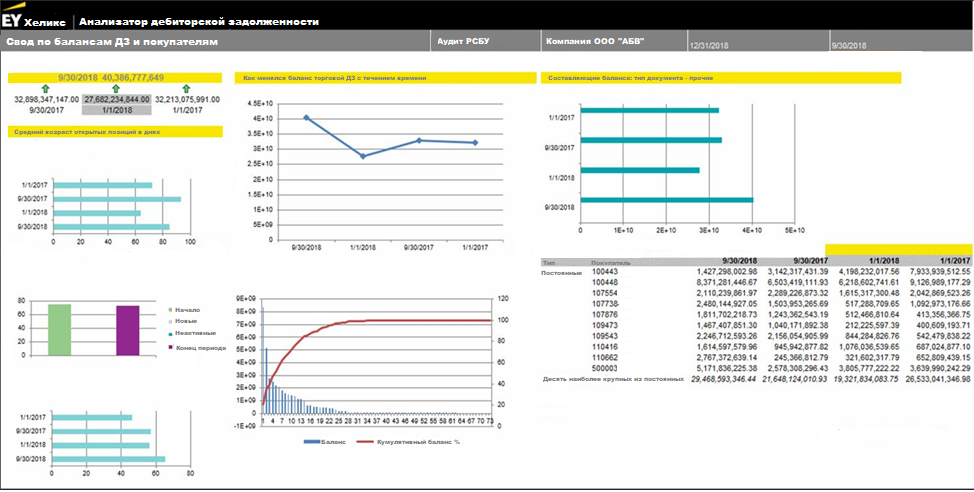 EY Хеликс Анализатор дебиторской задолженности
Свод по балансам ДЗ и покупателям Аудит РСБУ Компания ООО "АБВ" 12/31/2018 9/30/2018
9/30/2018 40,386,777,649
32,898,347,147.00 27,682,234,844.00 32,213,075,991.00
9/30/2017 1/1/2018 1/1/2017
Средний возраст открытых позиций в днях
1/1/2017
9/30/2017
1/1/2018
9/30/2018
0 20 40 60 80 100
80
60
40
20
0
Начало
Новые
Неактивные
Конец периода
1/1/2017
9/30/2017
1/1/2018
9/30/2018
0 20 40 60 80
Как менялся баланс торговой ДЗ с течением времени
4.5E+10
4E+10
3.5E+10
3E+10
2.5E+10
2E+10
1.5E+10
1E+10
5E+09
0
9/30/2018 1/1/2018 9/30/2017 1/1/2017
9E+09 120
8E+09
7E+09 100
6E+09
5E+09 80
4E+09 60
3E+09
2E+09 40
1E+09 20
0
-1E+09 0
1 4 7 10 13 16 19 22 25 28 31 34 37 40 43 46 49 52 55 58 61 64 67 70 73
Баланс Кумулятивный баланс %
Составляющие баланса: тип документа - прочие
1/1/2017
9/30/2017
1/1/2018
9/30/2018
0 1E+10 2E+10 3E+10 4E+10 5E+10
Тип Покупатель 9/30/2018 9/30/2017 1/1/2018 1/1/2017
Постоянные 100443 1,427,298,002.98 3,142,317,431.39 4,198,232,017.56 7,933,939,512.55
100448 8,371,281,446.67 6,503,419,111.93 6,218,602,741.61 9,126,989,177.29
107554 2,110,239,861.97 2,289,226,873.32 1,615,317,300.48 2,042,869,523.26
107738 2,480,144,927.05 1,503,953,265.69 517,288,709.65 1,092,973,176.66
107876 1,811,702,218.73 1,243,362,543.19 512,466,810.64 413,356,366.75
109473 1,467,407,851.30 1,040,171,892.38 212,225,597.39 400,609,193.71
109543 2,246,712,593.26 2,156,054,905.99 844,284,826.76 542,479,838.22
110416 1,614,597,579.96 945,942,877.82 1,076,036,539.65 687,024,877.10
110662 2,767,372,639.14 245,366,812.79 321,602,317.79 652,809,439.15
500003 5,171,836,225.38 2,578,308,296.43 3,805,777,222.22 3,639,990,242.29
Десять наиболее крупных из постоянных 29,468,593,346.44 21,648,124,010.93 19,321,834,083.75 26,533,041,346.98